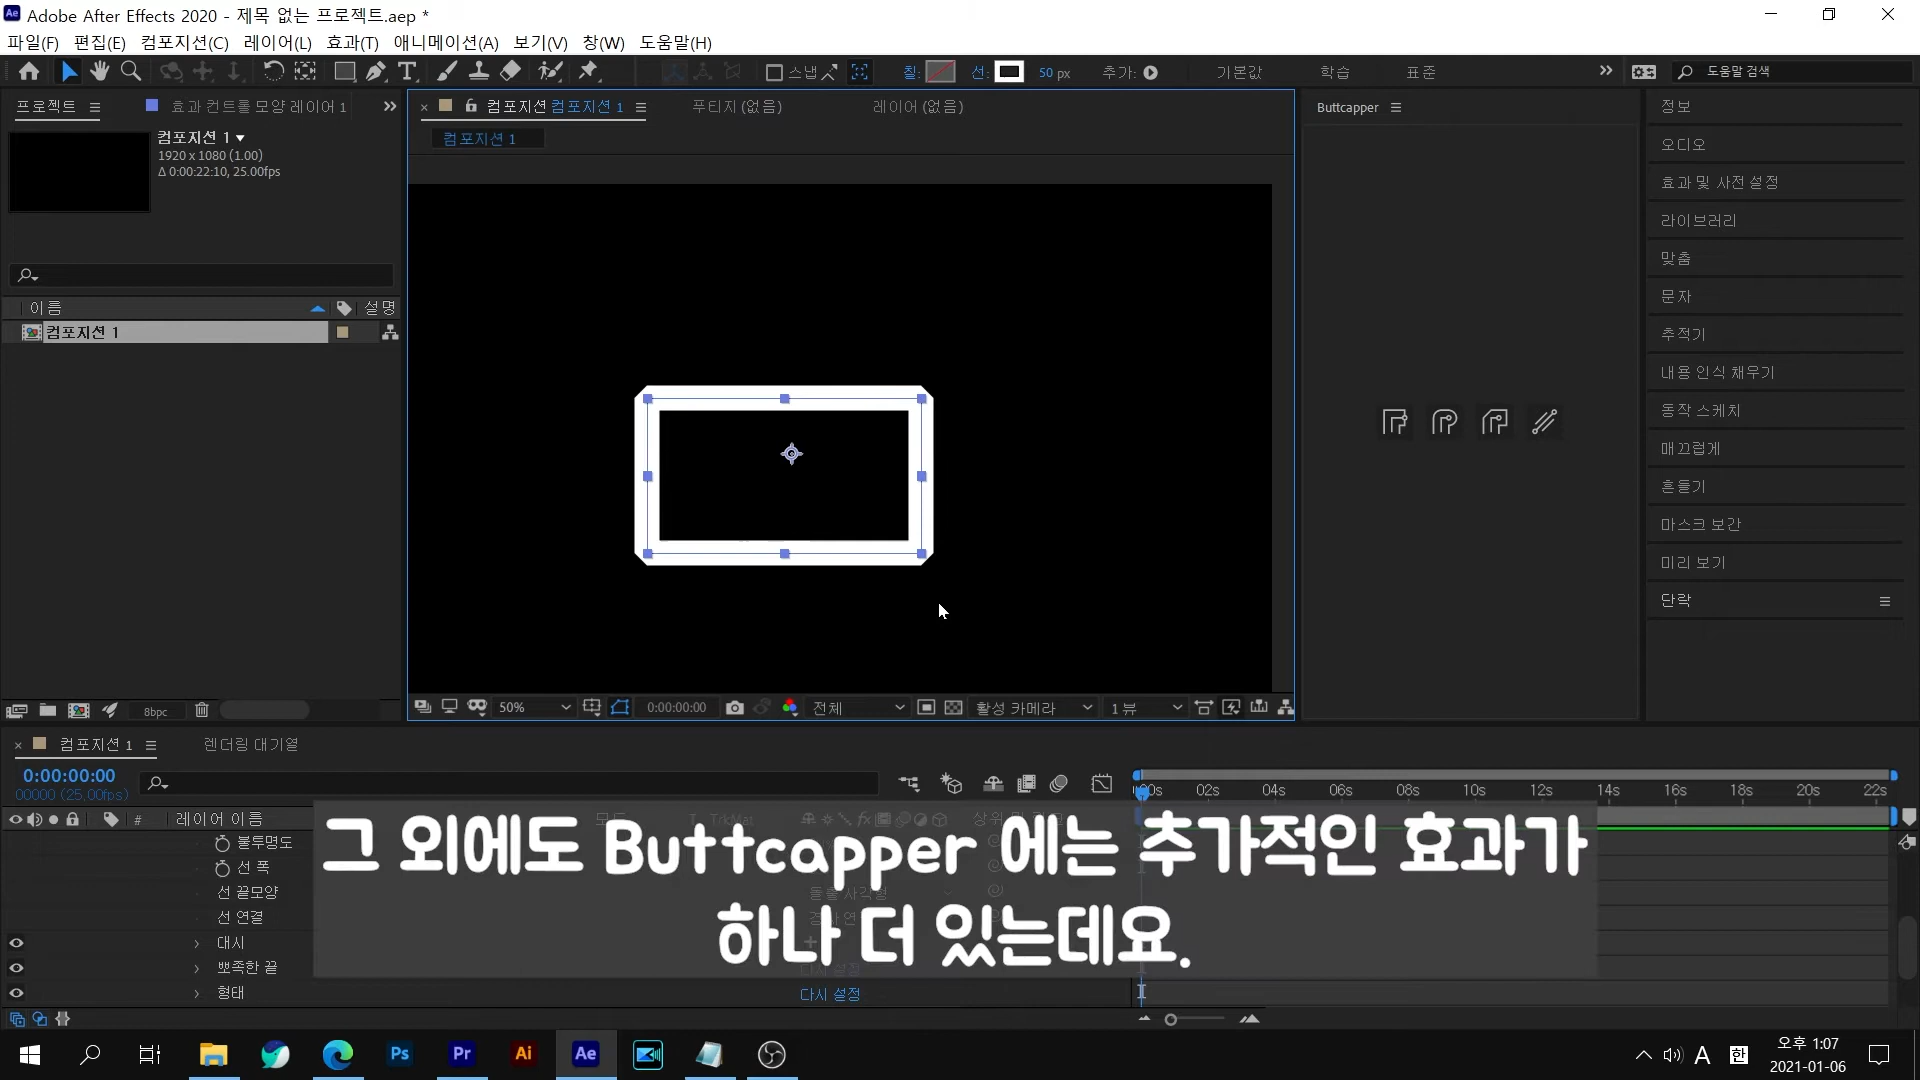 Ae Adobe After Effects 2020 - 제목 없는 프로젝트.aep *
파일(F) 편집(E) 컴포지션(C) 레이어(L) 효과(T) 애니메이션(A) 보기(V) 창(W) 도움말(H)
스냅 칠: 선: 50 px 추가: 기본값 학습 표준 도움말 검색
프로젝트 효과 컨트롤 모양 레이어 1
컴포지션 컴포지션 1 푸티지 (없음) 레이어 (없음)
컴포지션 1
컴포지션 1
1920 x 1080 (1.00)
Δ 0:00:22:10, 25.00fps
이름 설명
컴포지션 1
8bpc
50% 0:00:00:00 전체 활성 카메라 1 뷰
Buttcapper
정보
오디오
효과 및 사전 설정
라이브러리
맞춤
문자
추적기
내용 인식 채우기
동작 스케치
매끄럽게
흔들기
마스크 보간
미리 보기
단락
컴포지션 1 렌더링 대기열
0:00:00:00
00000 (25.00fps)
02s 04s 06s 08s 10s 12s 14s 16s 18s 20s 22s
# 레이어 이름
불투명도
선 폭
선 끝모양
선 연결
대시
뾰족한 끝
형태 다시 설정
그 외에도 Buttcapper 에는 추가적인 효과가
하나 더 있는데요.
Ps Pr Ai Ae
A 한
오후 1:07
2021-01-06